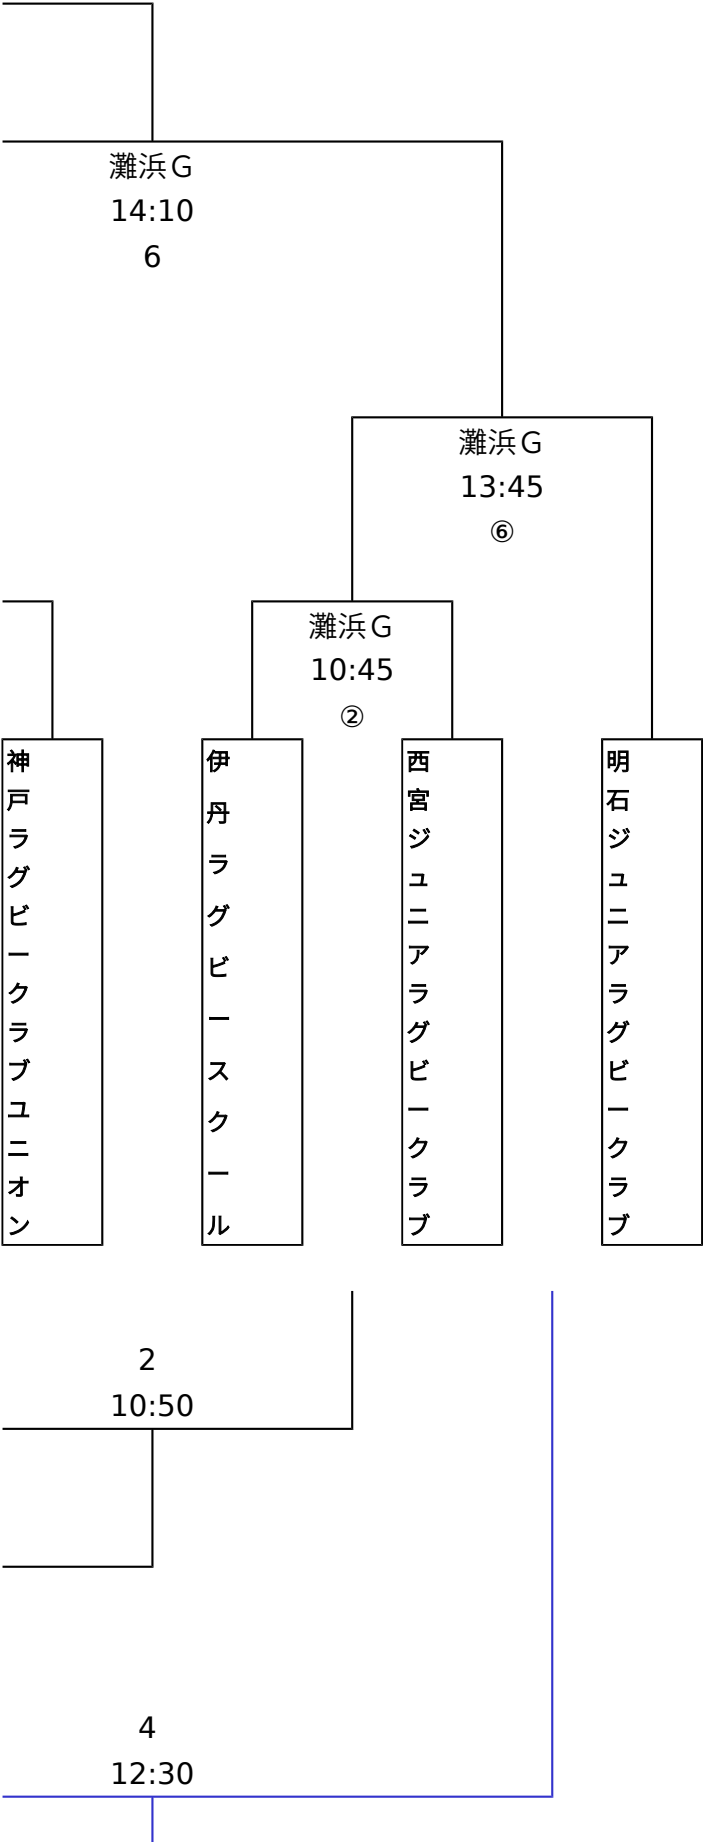 灘浜Ｇ
14:10
6
灘浜Ｇ
13:45
⑥
灘浜Ｇ
10:45
②
神戸ラグビークラブユニオン
伊丹ラグビースクール
西宮ジュニアラグビークラブ
明石ジュニアラグビークラブ
2
10:50
4
12:30